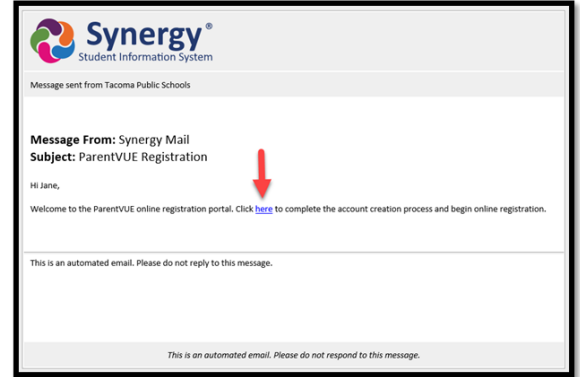 Synergy®
Student Information System
Message sent from Tacoma Public Schools
Message From: Synergy Mail
Subject: ParentVUE Registration
Hi Jane,
Welcome to the ParentVUE online registration portal. Click here to complete the account creation process and begin online registration.
This is an automated email. Please do not reply to this message.
This is an automated email. Please do not respond to this message.